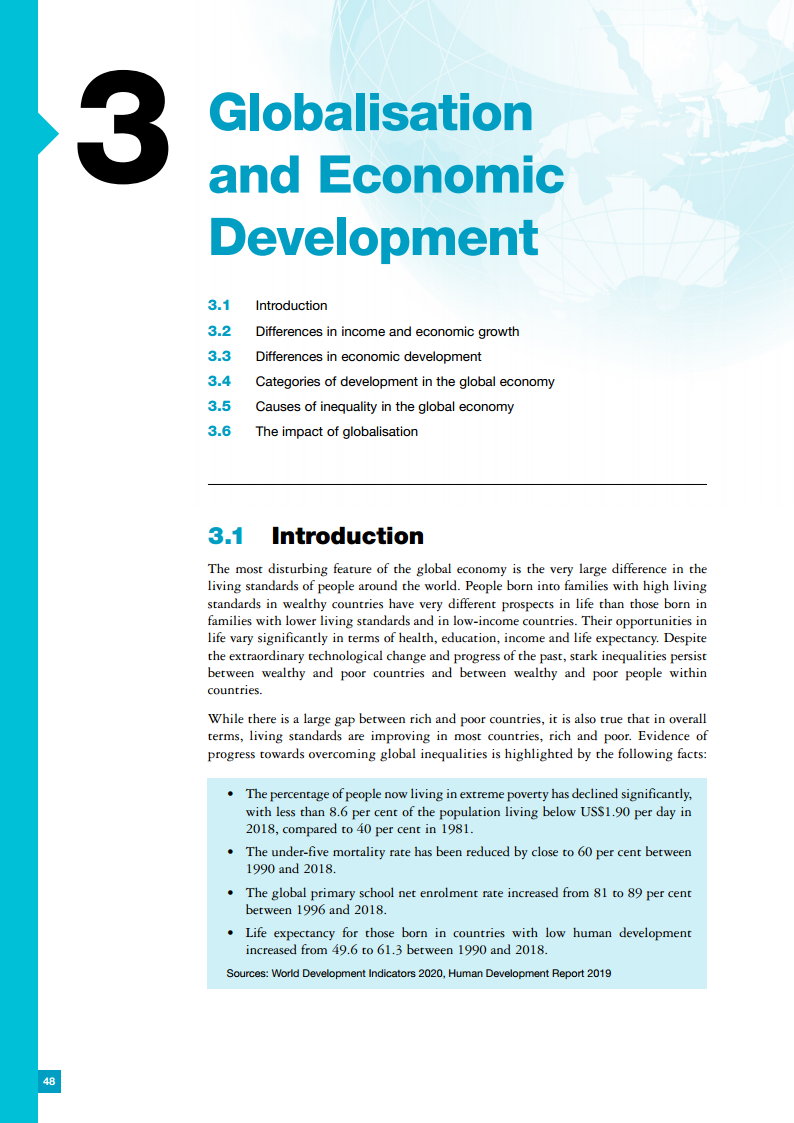 3
Globalisation
and Economic
Development
3.1 Introduction
3.2 Differences in income and economic growth
3.3 Differences in economic development
3.4 Categories of development in the global economy
3.5 Causes of inequality in the global economy
3.6 The impact of globalisation
3.1 Introduction
The most disturbing feature of the global economy is the very large difference in the
living standards of people around the world. People born into families with high living
standards in wealthy countries have very different prospects in life than those born in
families with lower living standards and in low-income countries. Their opportunities in
life vary significantly in terms of health, education, income and life expectancy. Despite
the extraordinary technological change and progress of the past, stark inequalities persist
between wealthy and poor countries and between wealthy and poor people within
countries.
While there is a large gap between rich and poor countries, it is also true that in overall
terms, living standards are improving in most countries, rich and poor. Evidence of
progress towards overcoming global inequalities is highlighted by the following facts:
• The percentage of people now living in extreme poverty has declined significantly,
with less than 8.6 per cent of the population living below US$1.90 per day in
2018, compared to 40 per cent in 1981.
• The under-five mortality rate has been reduced by close to 60 per cent between
1990 and 2018.
• The global primary school net enrolment rate increased from 81 to 89 per cent
between 1996 and 2018.
• Life expectancy for those born in countries with low human development
increased from 49.6 to 61.3 between 1990 and 2018.
Sources: World Development Indicators 2020, Human Development Report 2019
48